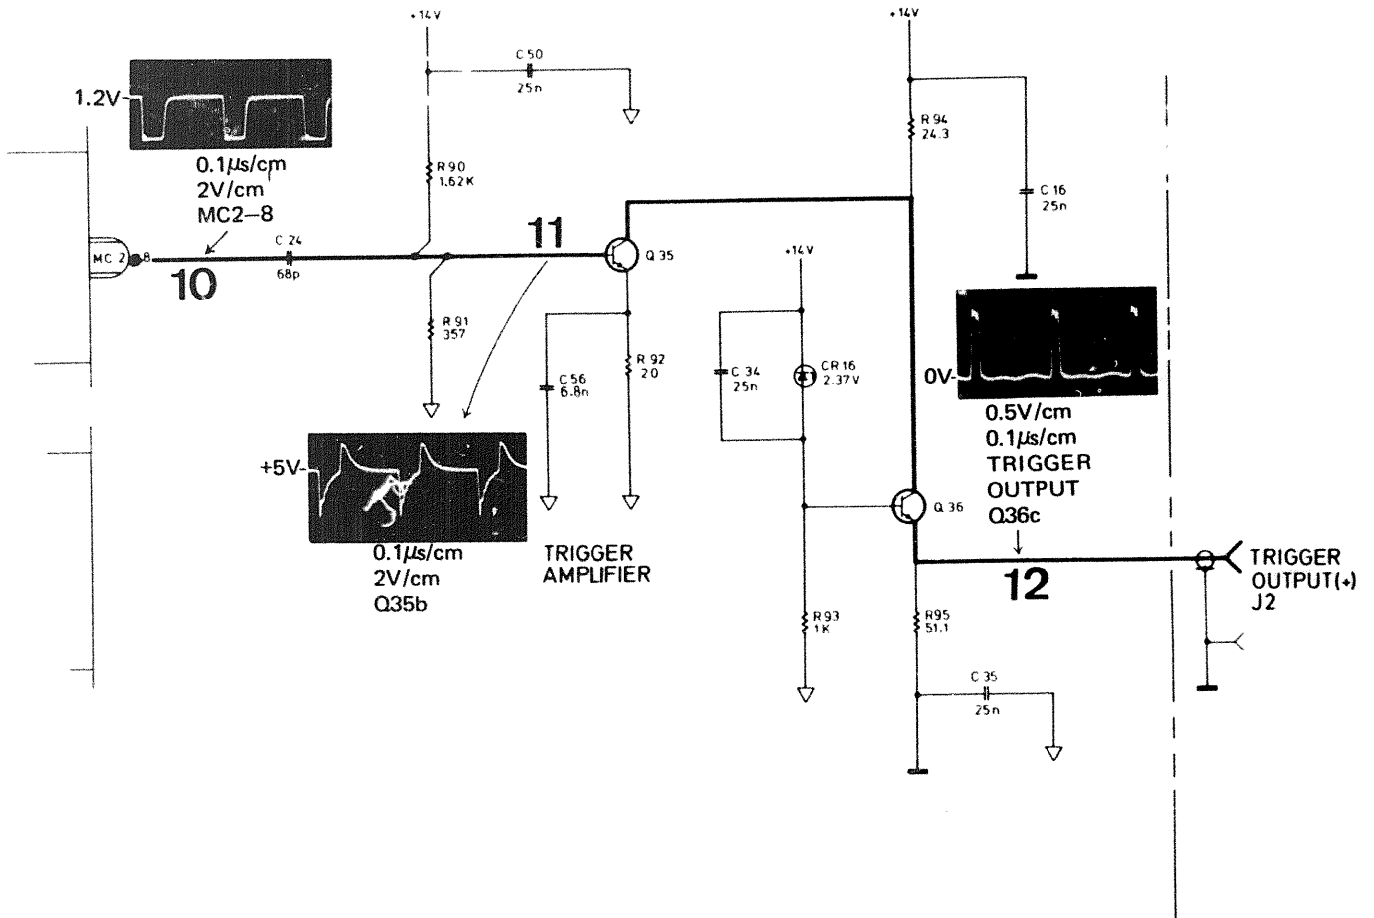 +14V
+14V
C 50
25n
1.2V
R 94
24.3
0.1µs/cm
2V/cm
MC2-8
R 90
1.62K
C 16
25n
11
C 24
68p
MC 2
8
10
Q 35
+14V
R 91
357
R 92
20
C 56
6.8n
C 34
25n
CR 16
2.37V
0V
0.5V/cm
0.1µs/cm
TRIGGER
OUTPUT
Q36c
+5V
Q 36
0.1µs/cm
2V/cm
Q35b
TRIGGER
AMPLIFIER
12
TRIGGER
OUTPUT(+)
J2
R93
1K
R95
51.1
C 35
25n